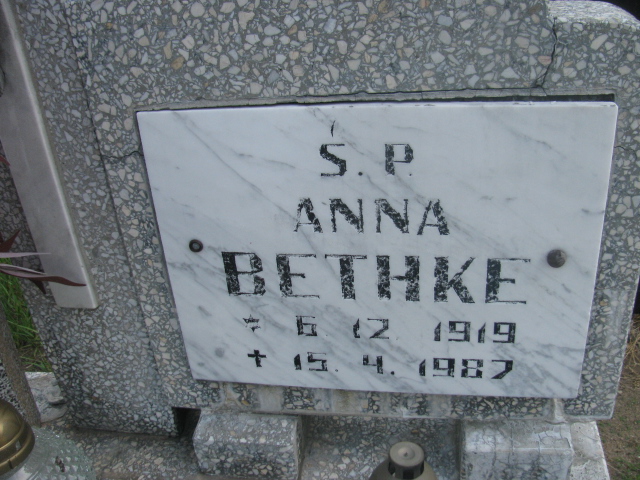 Ś. P.
ANNA
BETHKE
* 6 12 1919
✝ 15. 4. 1987